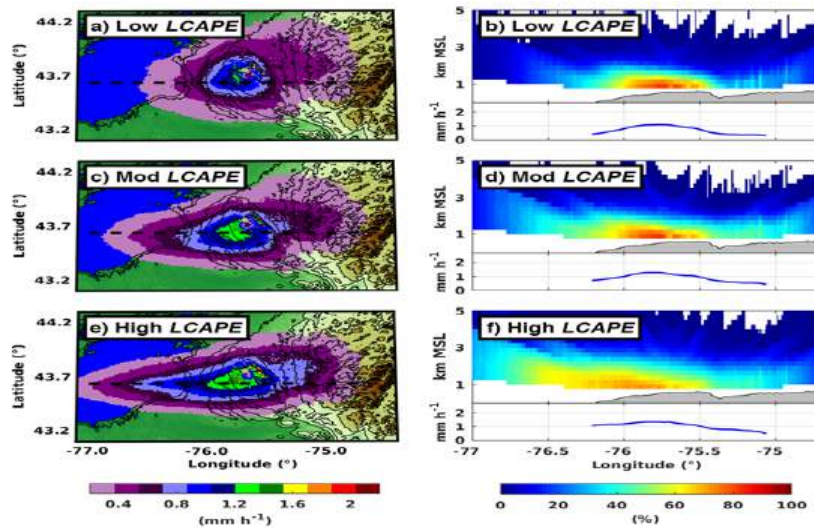 a) Low LCAPE
b) Low LCAPE
44.2
43.7
43.1
Latitude (°)
5
3
1
km MSL
2
1
0
mm h⁻¹
c) Mod LCAPE
d) Mod LCAPE
44.2
43.7
43.1
Latitude (°)
5
3
1
km MSL
2
1
0
mm h⁻¹
e) High LCAPE
f) High LCAPE
44.2
43.7
43.2
Latitude (°)
5
3
1
km MSL
2
1
0
mm h⁻¹
-77.0 -76.0 -75.0
Longitude (°)
-77 -76.5 -76 -75.5 -75
Longitude (°)
0.4 0.8 1.2 1.6 2
(mm h⁻¹)
0 20 40 60 80 100
(%)